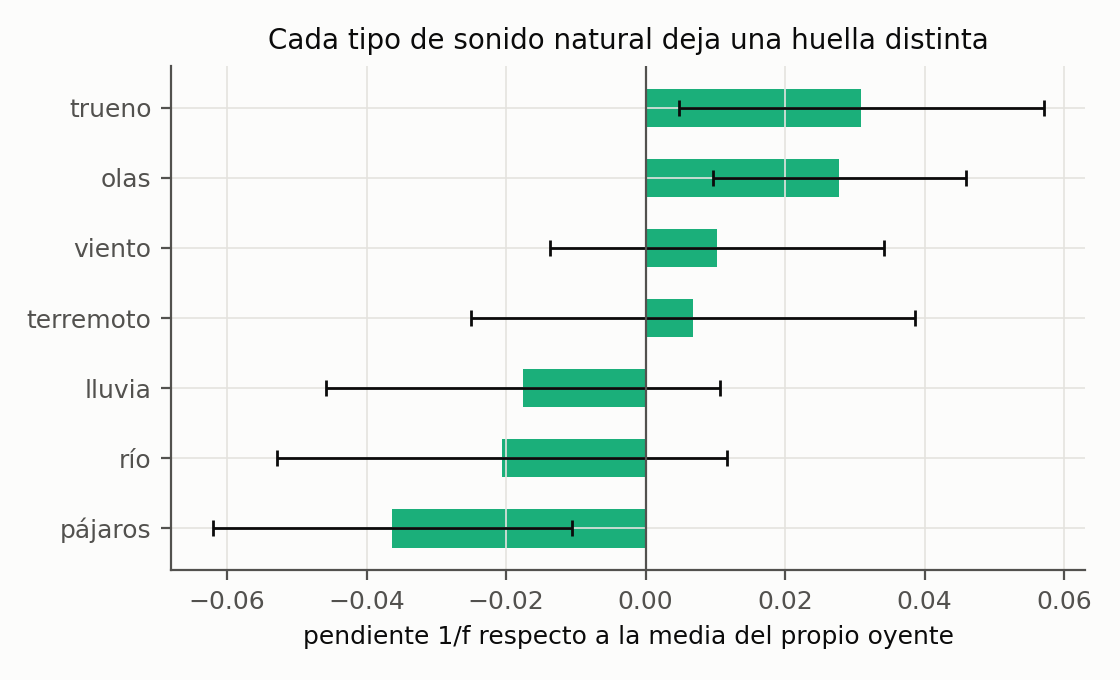 Cada tipo de sonido natural deja una huella distinta
trueno
olas
viento
terremoto
lluvia
río
pájaros
−0.06 −0.04 −0.02 0.00 0.02 0.04 0.06
pendiente 1/f respecto a la media del propio oyente